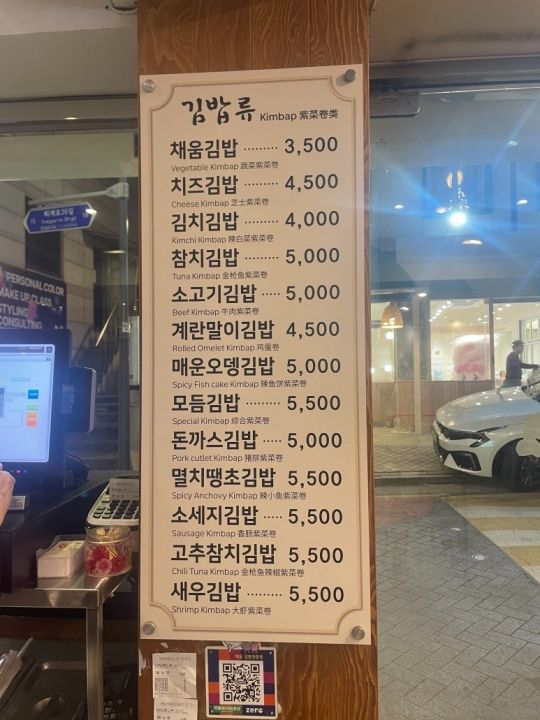 김밥류 Kimbap 紫菜卷类
채움김밥 ········· 3,500
Vegetable Kimbap 蔬菜紫菜卷
치즈김밥 ········· 4,500
Cheese Kimbap 芝士紫菜卷
김치김밥 ········· 4,000
Kimchi Kimbap 辣白菜紫菜卷
참치김밥 ········· 5,000
Tuna Kimbap 金枪鱼紫菜卷
소고기김밥 ····· 5,000
Beef Kimbap 牛肉紫菜卷
계란말이김밥 4,500
Rolled Omelet Kimbap 鸡蛋卷
매운오뎅김밥 5,000
Spicy Fish cake Kimbap 辣鱼饼紫菜卷
모듬김밥 ········· 5,500
Special Kimbap 综合紫菜卷
돈까스김밥 ····· 5,000
Pork cutlet Kimbap 猪排紫菜卷
멸치땡초김밥 5,500
Spicy Anchovy Kimbap 辣小鱼紫菜卷
소세지김밥 ····· 5,500
Sausage Kimbap 香肠紫菜卷
고추참치김밥 5,500
Chili Tuna Kimbap 金枪鱼辣椒紫菜卷
새우김밥 ········· 5,500
Shrimp Kimbap 大虾紫菜卷
PERSONAL COLOR
MAKE UP CLASS
STYLING
CONSULTING
zero